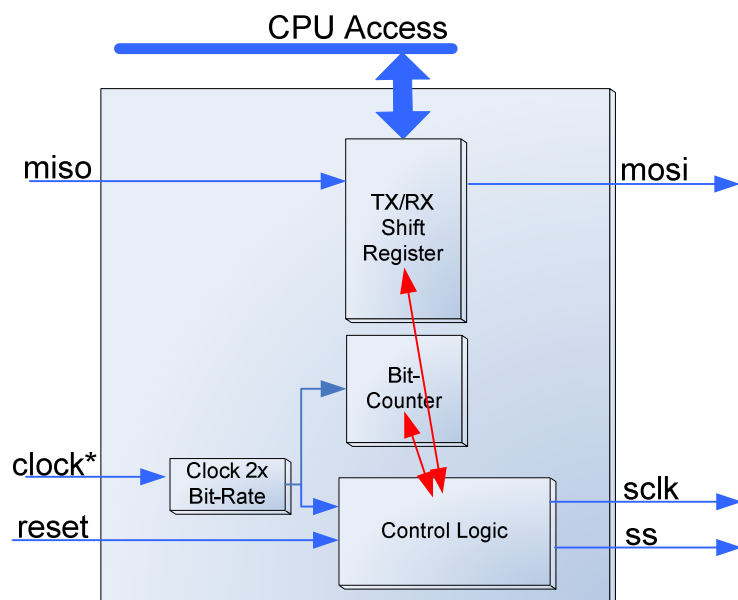 CPU Access
miso
mosi
TX/RX
Shift
Register
Bit-
Counter
clock*
Clock 2x
Bit-Rate
sclk
reset
Control Logic
ss